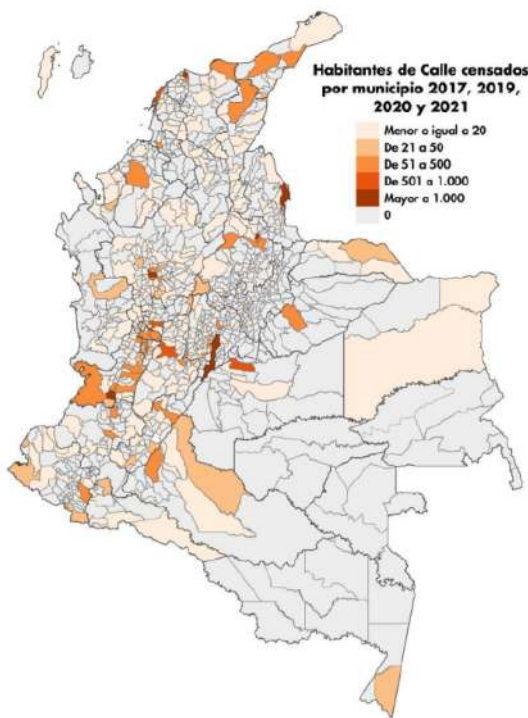 Habitantes de Calle censados
por municipio 2017, 2019,
2020 y 2021
Menor o igual a 20
De 21 a 50
De 51 a 500
De 501 a 1.000
Mayor a 1.000
0